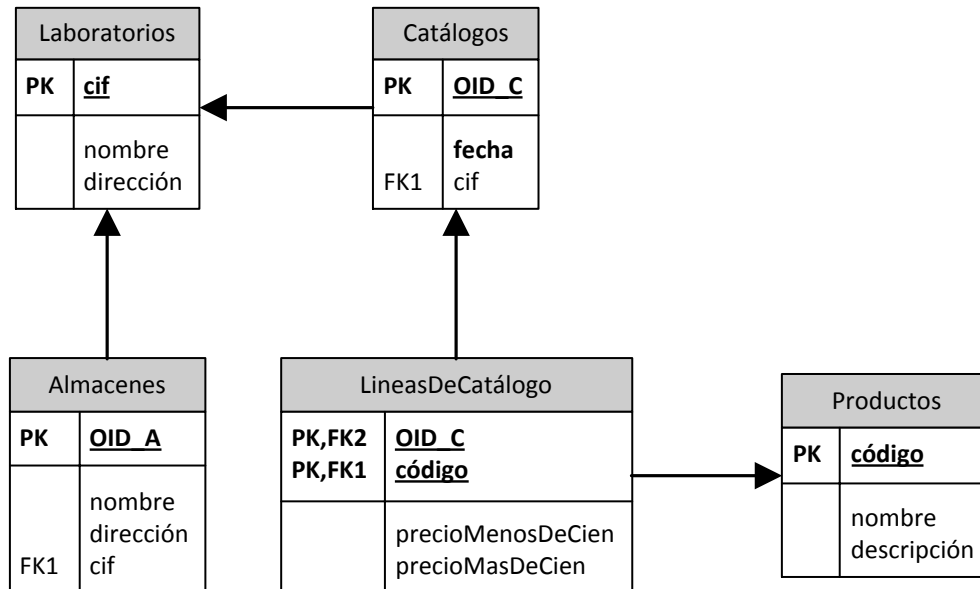 Laboratorios
PK cif
nombre
dirección
Catálogos
PK OID_C
fecha
FK1 cif
Almacenes
PK OID_A
nombre
dirección
FK1 cif
LineasDeCatálogo
PK,FK2 OID_C
PK,FK1 código
precioMenosDeCien
precioMasDeCien
Productos
PK código
nombre
descripción